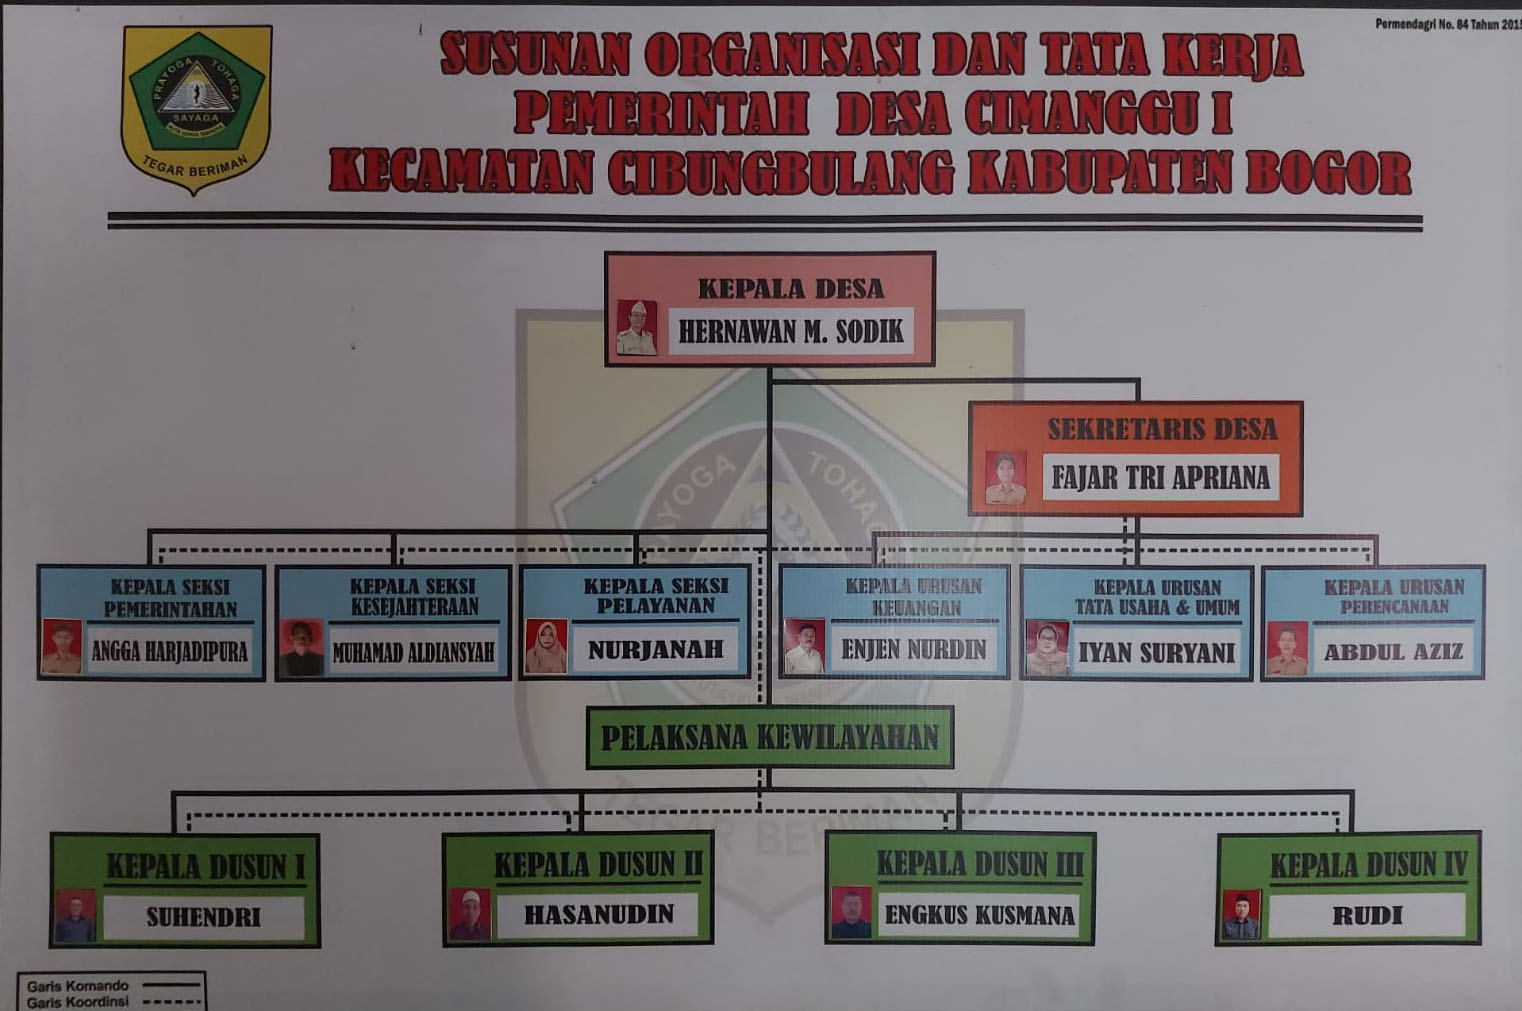 Permendagri No. 84 Tahun 2015
SUSUNAN ORGANISASI DAN TATA KERJA
PEMERINTAH DESA CIMANGGU I
KECAMATAN CIBUNGBULANG KABUPATEN BOGOR
PRAYOGA TOHAGA
SAYAGA
TEGAR BERIMAN
KEPALA DESA
HERNAWAN M. SODIK
SEKRETARIS DESA
FAJAR TRI APRIANA
KEPALA SEKSI
PEMERINTAHAN
ANGGA HARJADIPURA
KEPALA SEKSI
KESEJAHTERAAN
MUHAMAD ALDIANSYAH
KEPALA SEKSI
PELAYANAN
NURJANAH
KEPALA URUSAN
KEUANGAN
ENJEN NURDIN
KEPALA URUSAN
TATA USAHA & UMUM
IYAN SURYANI
KEPALA URUSAN
PERENCANAAN
ABDUL AZIZ
PELAKSANA KEWILAYAHAN
TEGAR BERIMAN
KEPALA DUSUN I
SUHENDRI
KEPALA DUSUN II
HASANUDIN
KEPALA DUSUN III
ENGKUS KUSMANA
KEPALA DUSUN IV
RUDI
Garis Komando
Garis Koordinsi